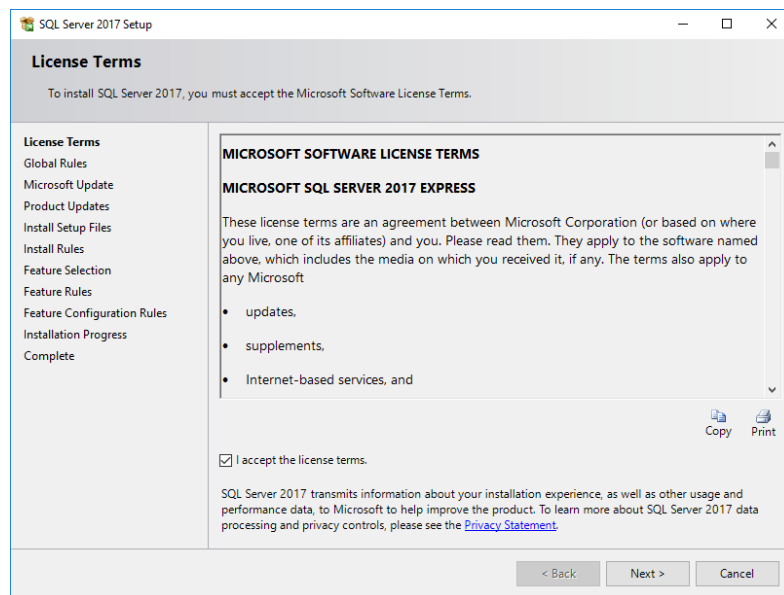 SQL Server 2017 Setup
License Terms
To install SQL Server 2017, you must accept the Microsoft Software License Terms.
License Terms
Global Rules
Microsoft Update
Product Updates
Install Setup Files
Install Rules
Feature Selection
Feature Rules
Feature Configuration Rules
Installation Progress
Complete
MICROSOFT SOFTWARE LICENSE TERMS
MICROSOFT SQL SERVER 2017 EXPRESS
These license terms are an agreement between Microsoft Corporation (or based on where
you live, one of its affiliates) and you. Please read them. They apply to the software named
above, which includes the media on which you received it, if any. The terms also apply to
any Microsoft
• updates,
• supplements,
• Internet-based services, and
Copy Print
I accept the license terms.
SQL Server 2017 transmits information about your installation experience, as well as other usage and
performance data, to Microsoft to help improve the product. To learn more about SQL Server 2017 data
processing and privacy controls, please see the Privacy Statement.
< Back Next > Cancel